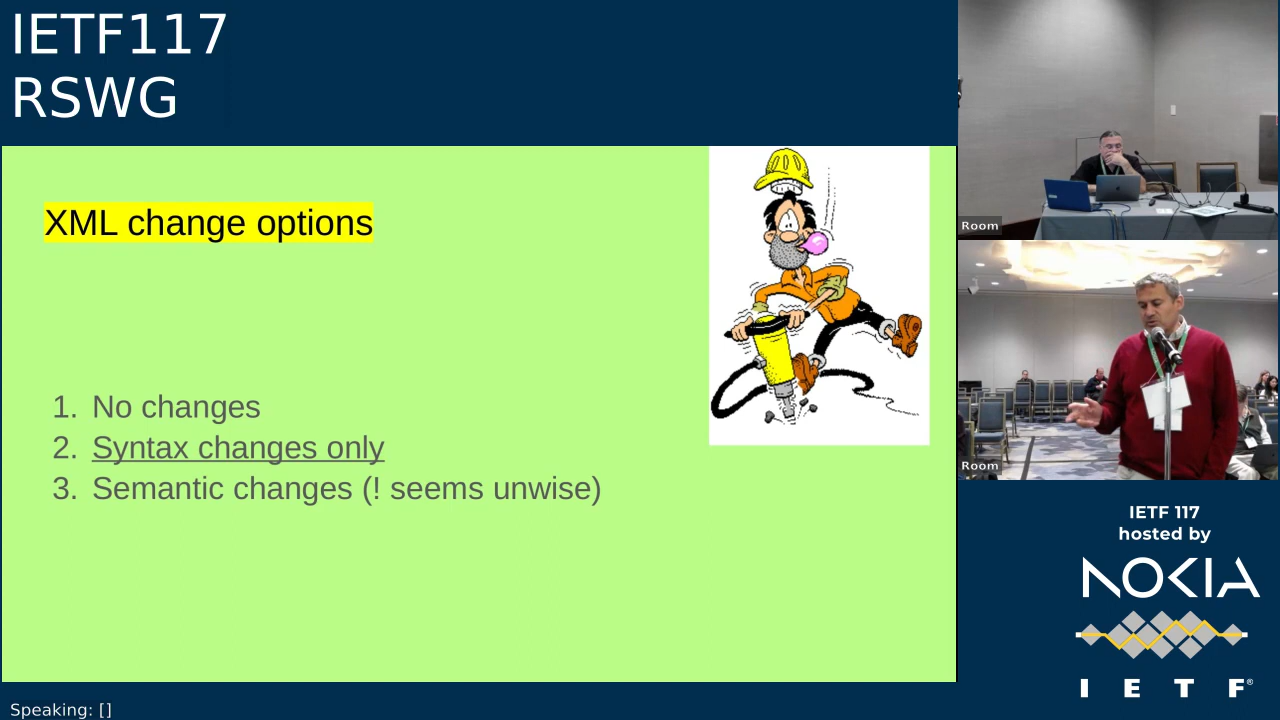 IETF117
RSWG
XML change options
1. No changes
2. Syntax changes only
3. Semantic changes (! seems unwise)
Room
Room
IETF 117
hosted by
NOKIA
I E T F®
Speaking: []